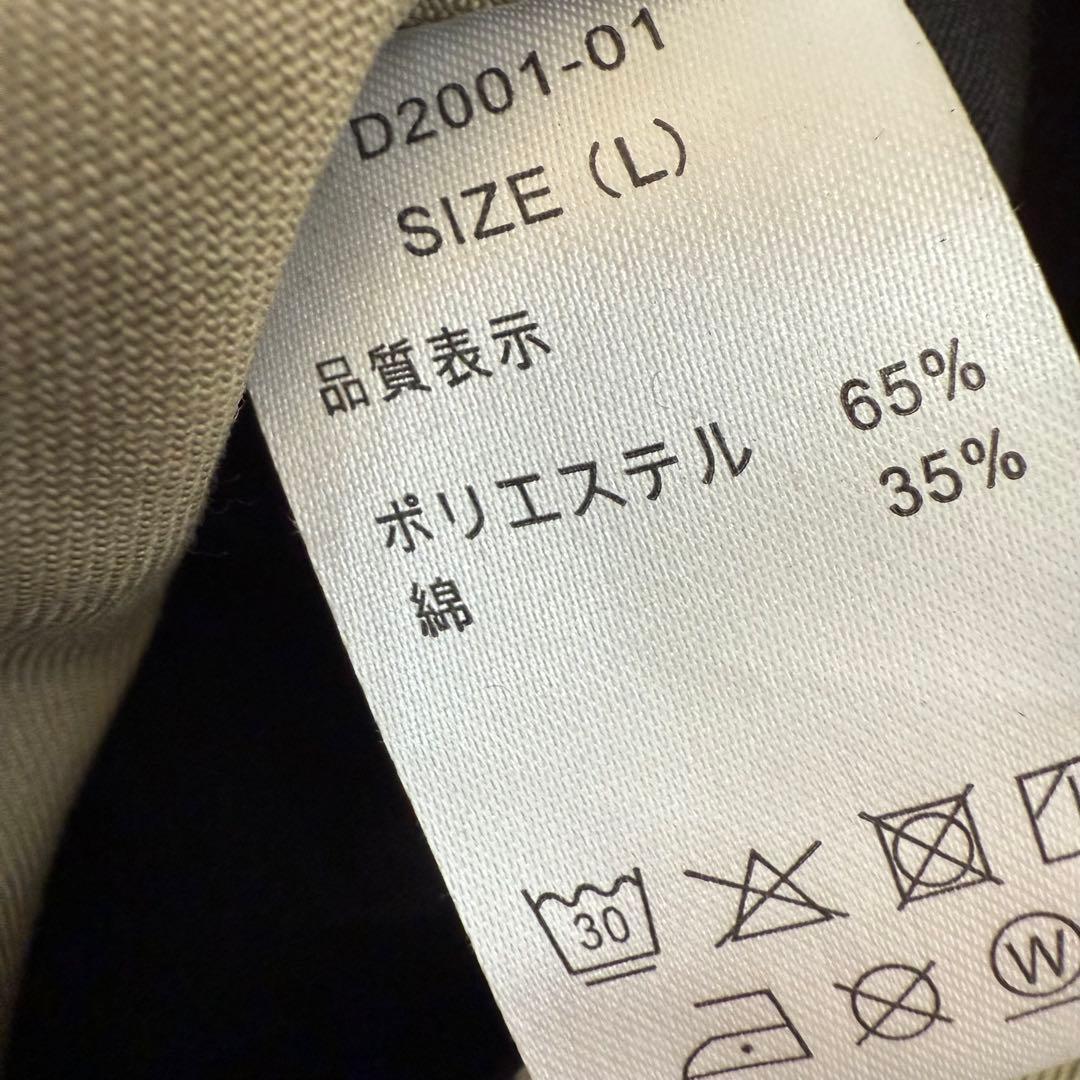 D2001-01
SIZE (L)
品質表示
ポリエステル 65%
綿 35%
30
W